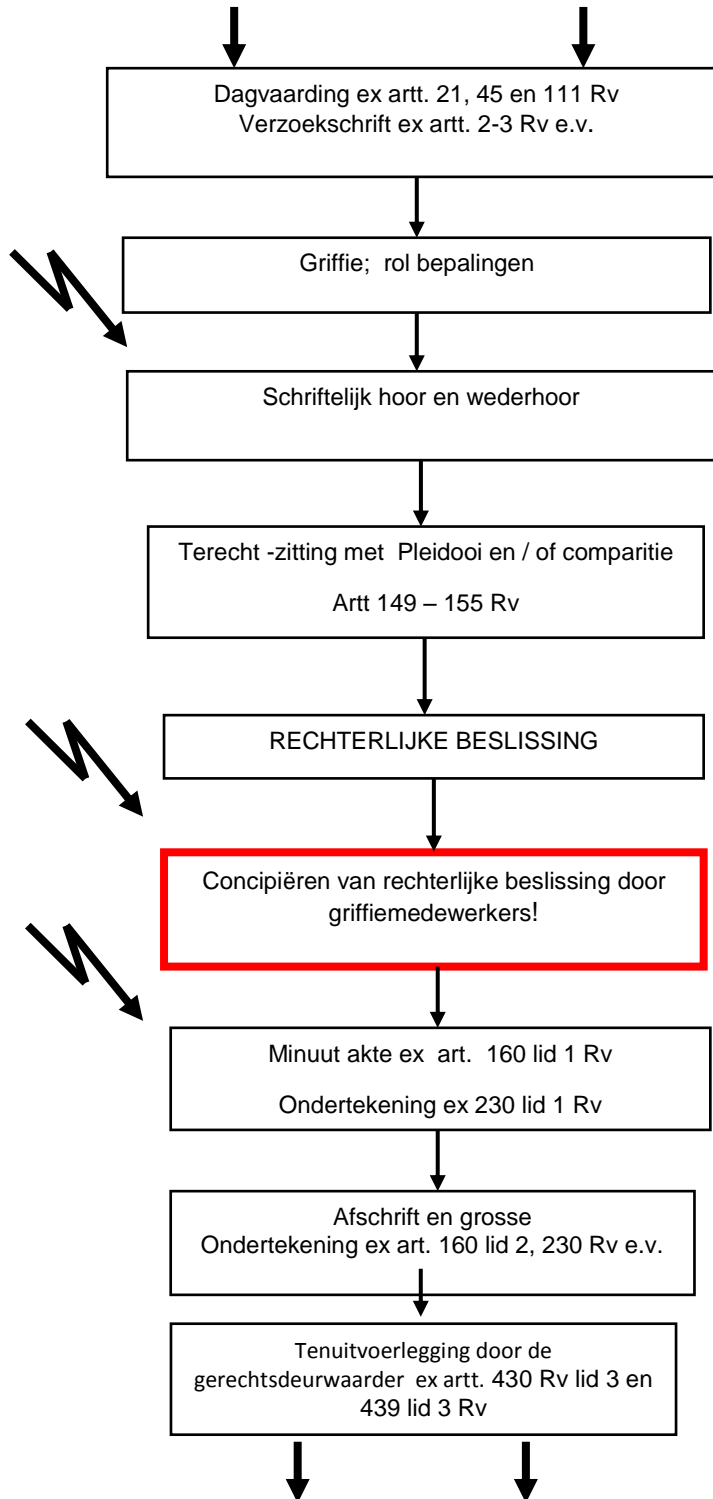 Dagvaarding ex artt. 21, 45 en 111 Rv
Verzoekschrift ex artt. 2-3 Rv e.v.
Griffie; rol bepalingen
Schriftelijk hoor en wederhoor
Terecht -zitting met Pleidooi en / of comparitie
Artt 149 – 155 Rv
RECHTERLIJKE BESLISSING
Concipiëren van rechterlijke beslissing door
griffiemedewerkers!
Minuut akte ex art. 160 lid 1 Rv
Ondertekening ex 230 lid 1 Rv
Afschrift en grosse
Ondertekening ex art. 160 lid 2, 230 Rv e.v.
Tenuitvoerlegging door de
gerechtsdeurwaarder ex artt. 430 Rv lid 3 en
439 lid 3 Rv